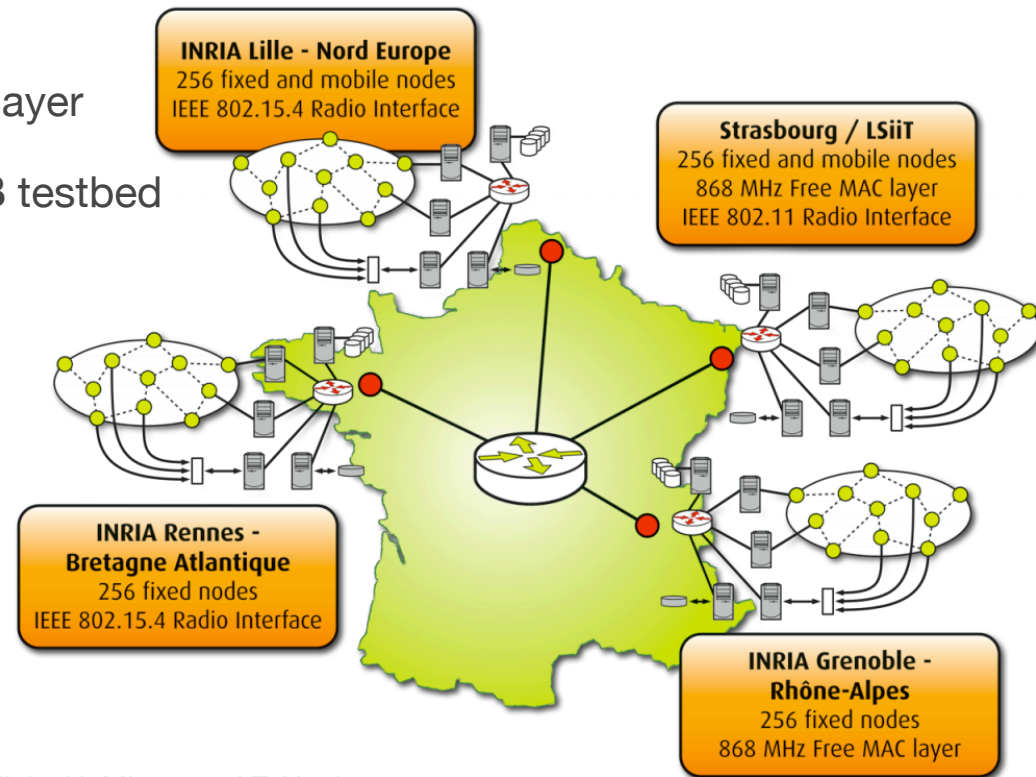 INRIA Lille - Nord Europe
256 fixed and mobile nodes
IEEE 802.15.4 Radio Interface
ayer
testbed
Strasbourg / LSiiT
256 fixed and mobile nodes
868 MHz Free MAC layer
IEEE 802.11 Radio Interface
INRIA Rennes -
Bretagne Atlantique
256 fixed nodes
IEEE 802.15.4 Radio Interface
INRIA Grenoble -
Rhône-Alpes
256 fixed nodes
868 MHz Free MAC layer